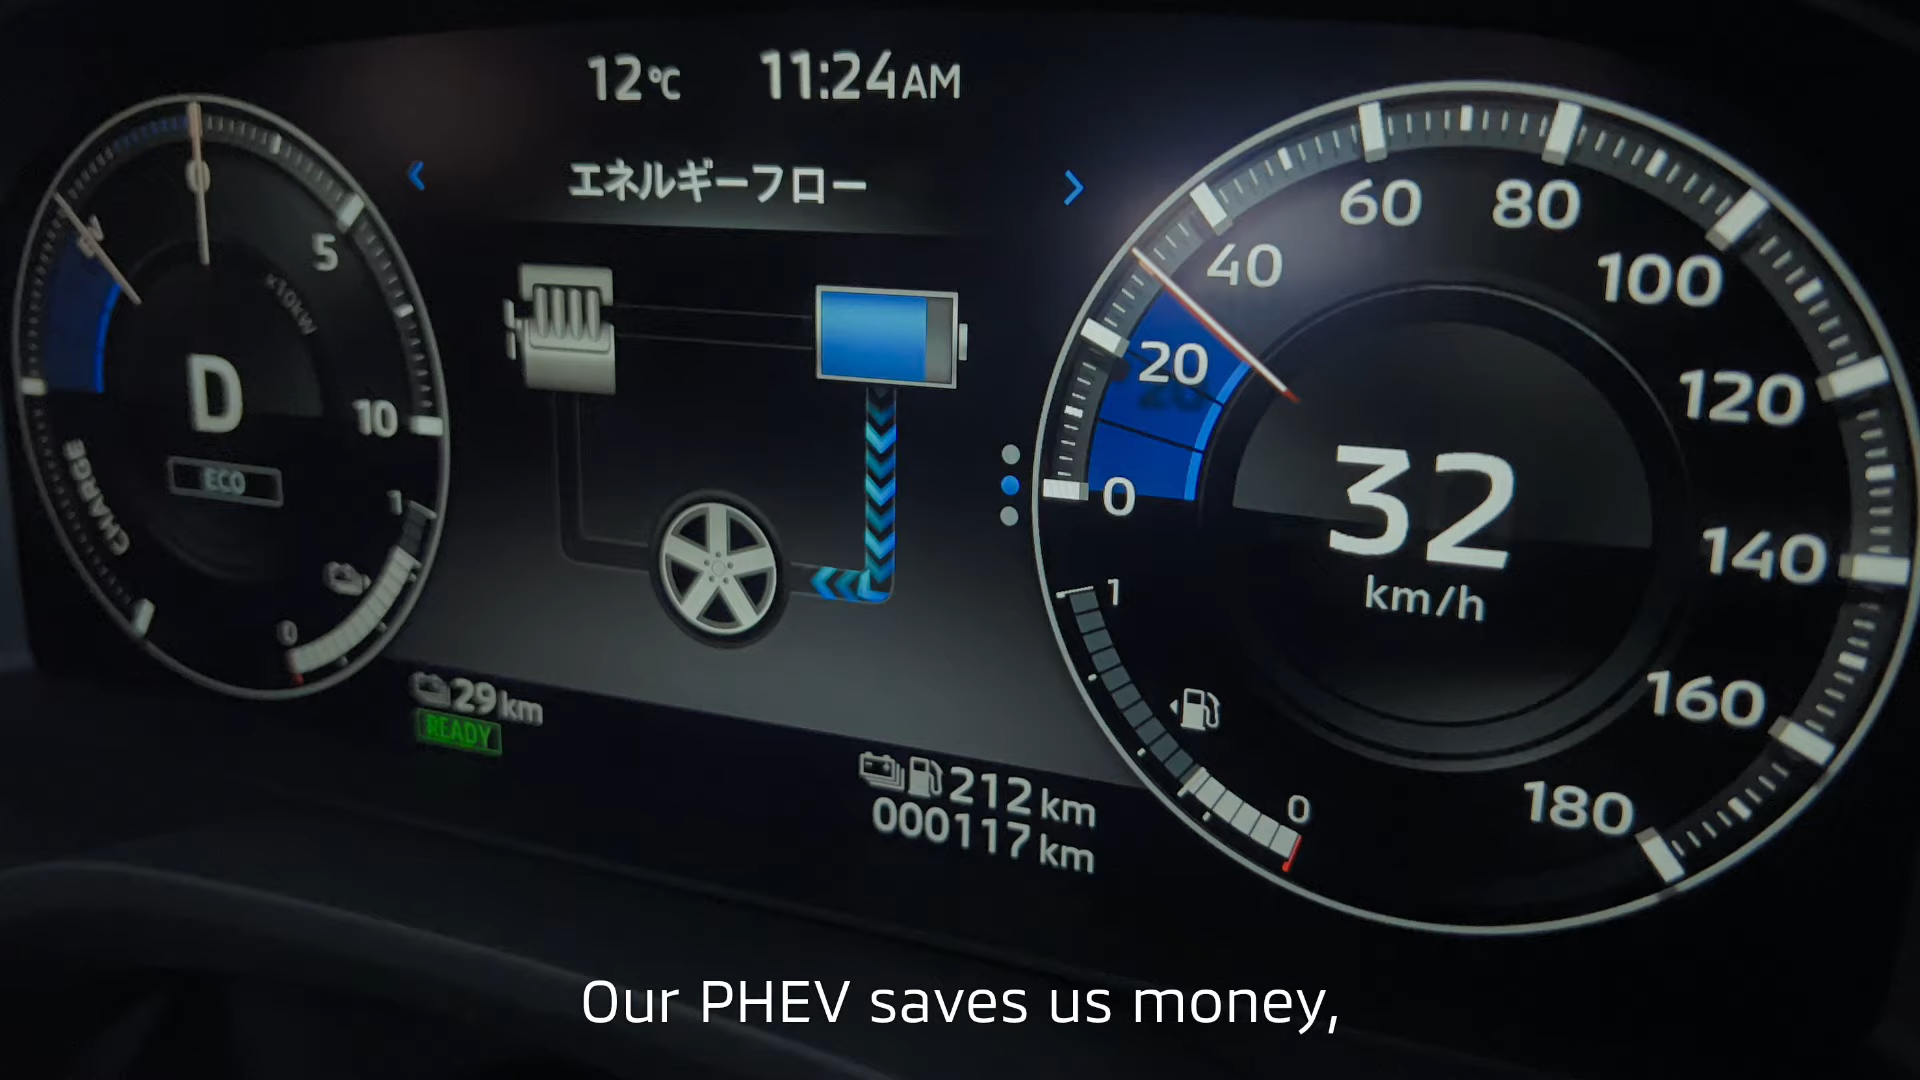 12℃ 11:24AM
エネルギーフロー
0
5
x10kW
10
D
ECO
CHARGE
1
0
29km
READY
212km
000117km
0
20
40
60
80
100
120
140
160
180
32
km/h
1
0
Our PHEV saves us money,